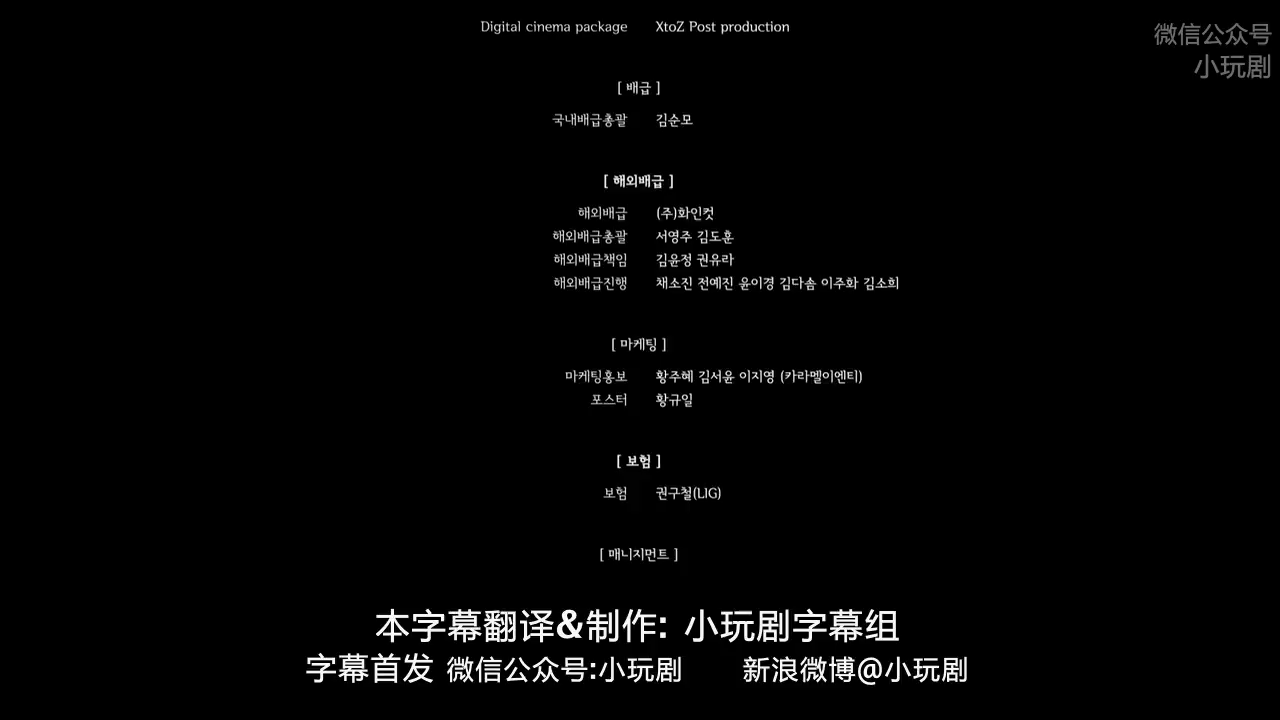 Digital cinema package XtoZ Post production
微信公众号
小玩剧
[ 배급 ]
국내배급총괄 김순모
[ 해외배급 ]
해외배급 (주)화인컷
해외배급총괄 서영주 김도훈
해외배급책임 김윤정 권유라
해외배급진행 채소진 전예진 윤이경 김다솜 이주화 김소희
[ 마케팅 ]
마케팅홍보 황주혜 김서윤 이지영 (카라멜이엔티)
포스터 황규일
[ 보험 ]
보험 권구철(LIG)
[ 매니지먼트 ]
本字幕翻译&制作: 小玩剧字幕组
字幕首发 微信公众号:小玩剧 新浪微博@小玩剧